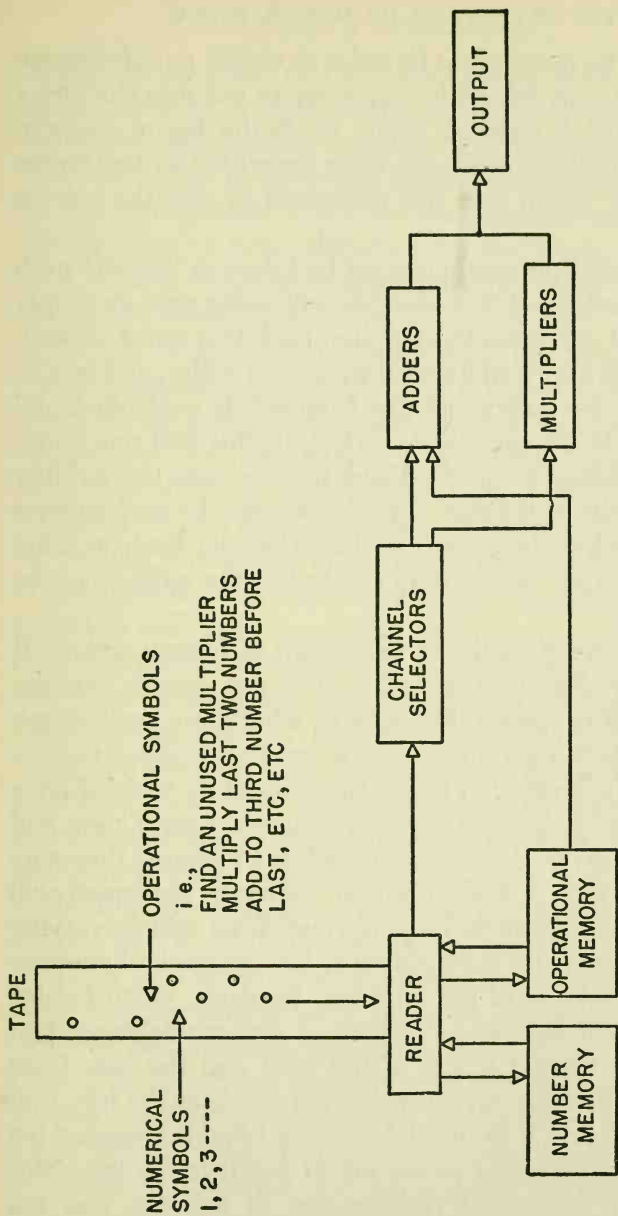 TAPE
NUMERICAL
SYMBOLS
1, 2, 3----
OPERATIONAL SYMBOLS
i e.,
FIND AN UNUSED MULTIPLIER
MULTIPLY LAST TWO NUMBERS
ADD TO THIRD NUMBER BEFORE
LAST, ETC, ETC
READER
NUMBER
MEMORY
OPERATIONAL
MEMORY
CHANNEL
SELECTORS
ADDERS
MULTIPLIERS
OUTPUT